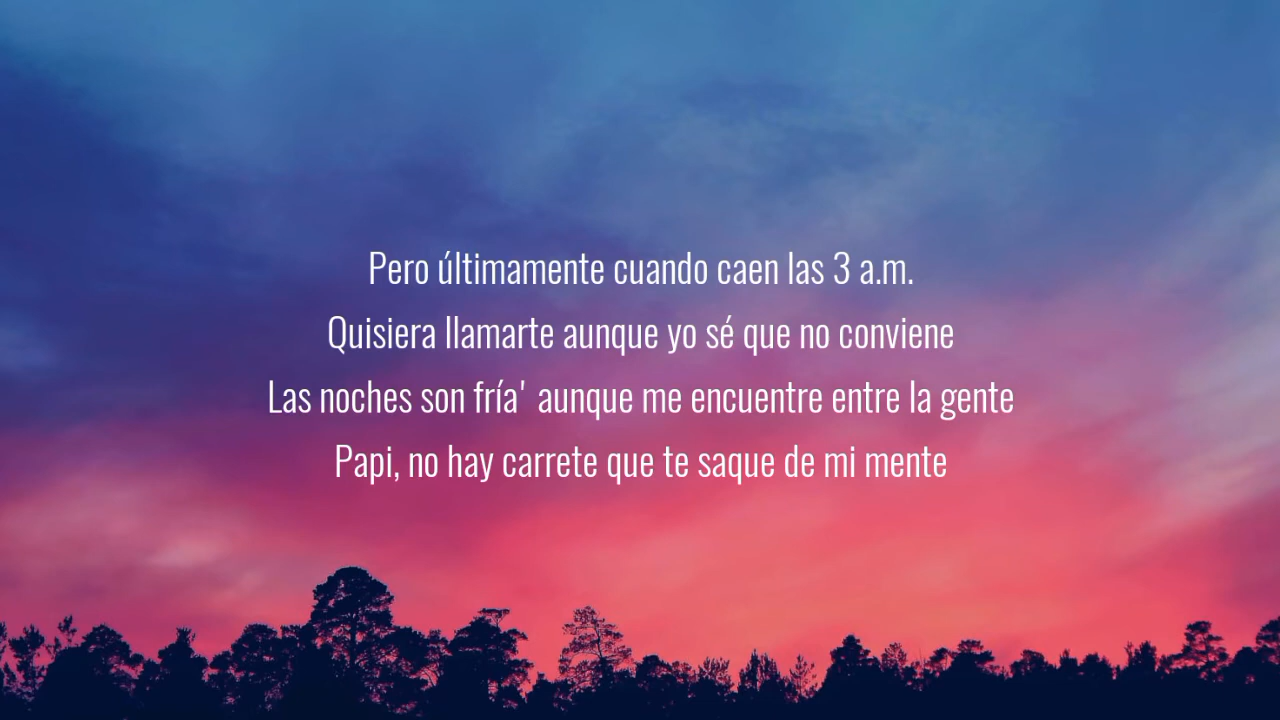 Pero últimamente cuando caen las 3 a.m.
Quisiera llamarte aunque yo sé que no conviene
Las noches son fría' aunque me encuentre entre la gente
Papi, no hay carrete que te saque de mi mente